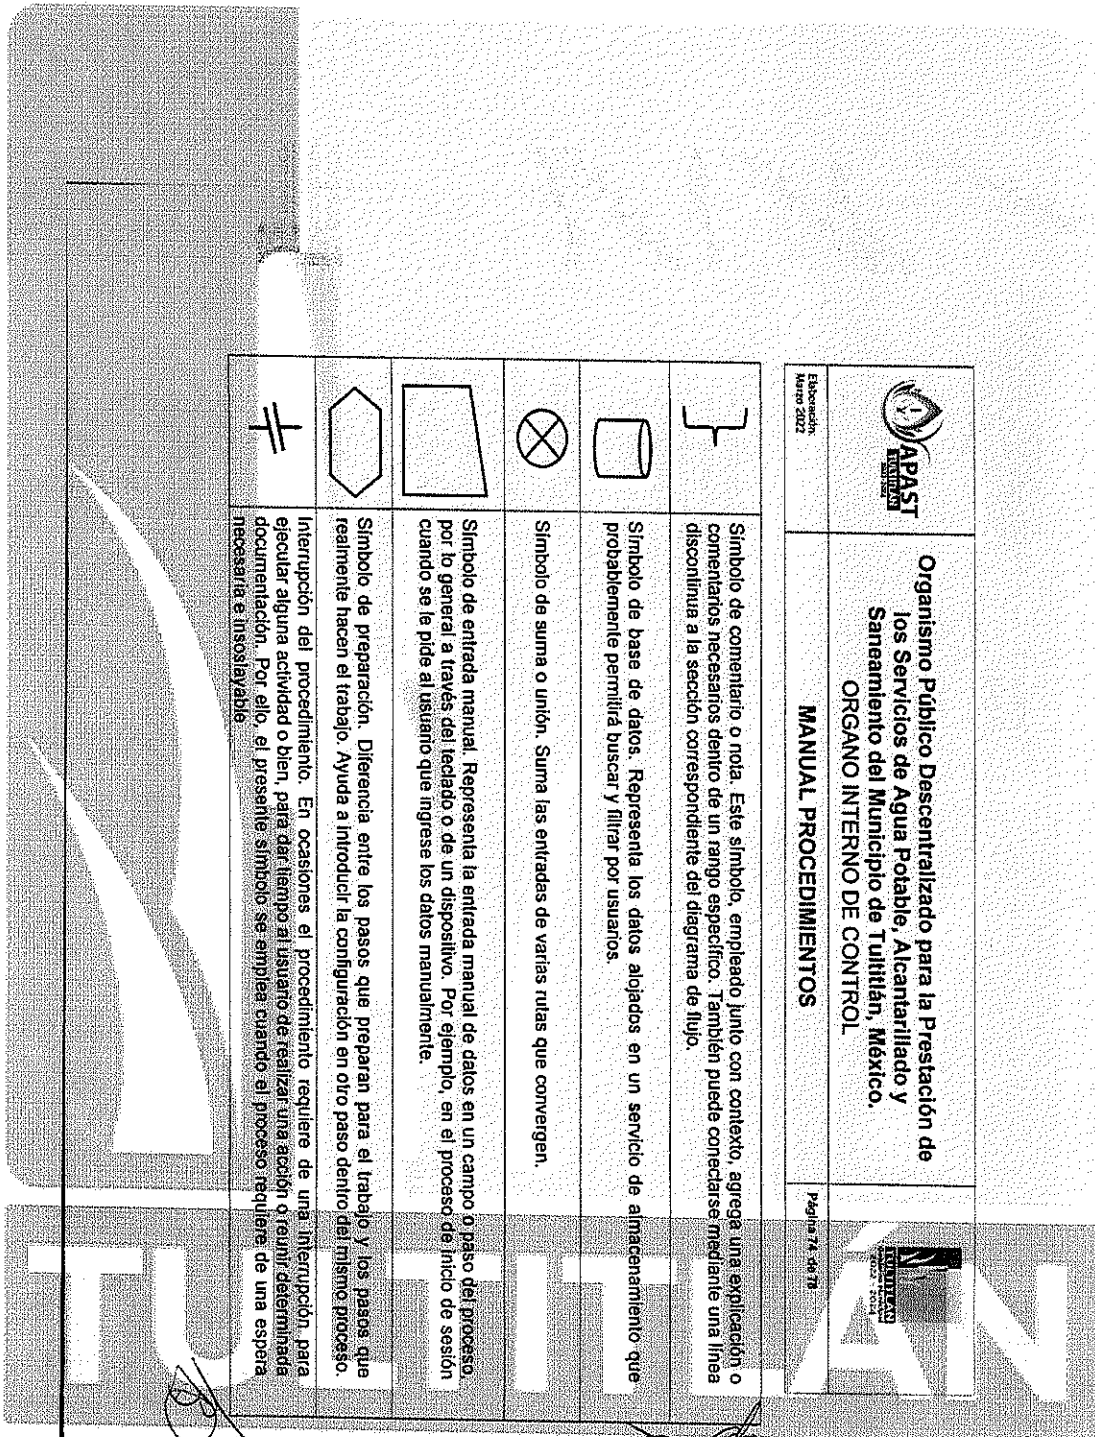 APAST
TULTITLÁN
Organismo Público Descentralizado para la Prestación de
los Servicios de Agua Potable, Alcantarillado y
Saneamiento del Municipio de Tultitlán, México.
ORGANO INTERNO DE CONTROL
TULTITLÁN
2022 - 2024
Elaboración:
Marzo 2022
MANUAL PROCEDIMIENTOS
Página 74 de 78
Símbolo de comentario o nota. Este símbolo, empleado junto con contexto, agrega una explicación o
comentarios necesarios dentro de un rango específico. También puede conectarse mediante una línea
discontinua a la sección correspondiente del diagrama de flujo.
Símbolo de base de datos. Representa los datos alojados en un servicio de almacenamiento que
probablemente permitirá buscar y filtrar por usuarios.
Símbolo de suma o unión. Suma las entradas de varias rutas que convergen.
Símbolo de entrada manual. Representa la entrada manual de datos en un campo o paso del proceso,
por lo general a través del teclado o de un dispositivo. Por ejemplo, en el proceso de inicio de sesión
cuando se le pide al usuario que ingrese los datos manualmente.
Símbolo de preparación. Diferencia entre los pasos que preparan para el trabajo y los pasos que
realmente hacen el trabajo. Ayuda a introducir la configuración en otro paso dentro del mismo proceso.
Interrupción del procedimiento. En ocasiones el procedimiento requiere de una interrupción para
ejecutar alguna actividad o bien, para dar tiempo al usuario de realizar una acción o reunir determinada
documentación. Por ello, el presente símbolo se emplea cuando el proceso requiere de una espera
necesaria e insoslayable.
TULTITLÁN